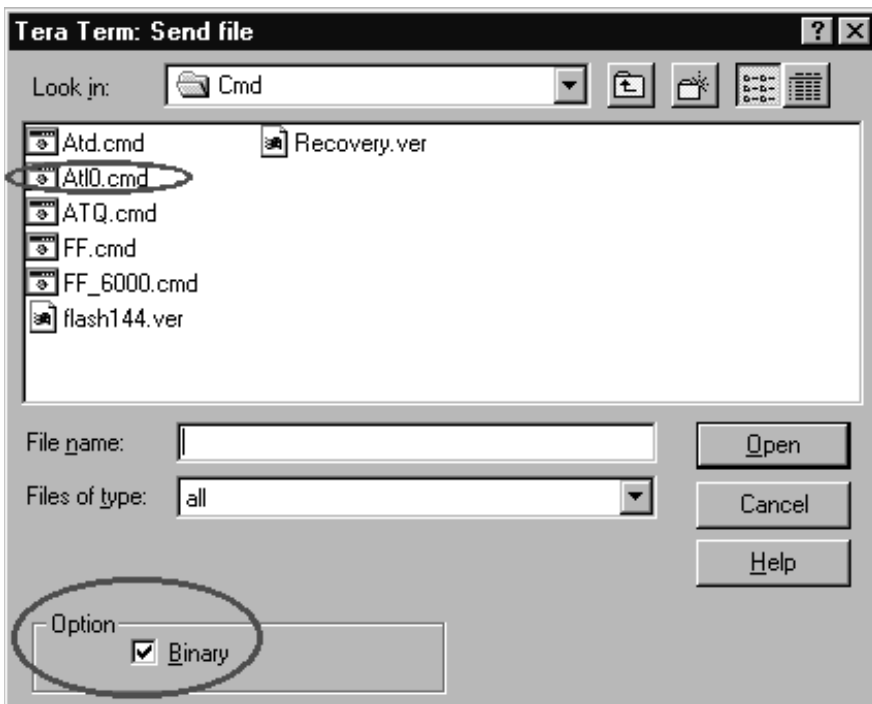 Tera Term: Send file
Look in: Cmd
Atd.cmd Recovery.ver
AtI0.cmd
ATQ.cmd
FF.cmd
FF_6000.cmd
flash144.ver
File name: Open
Files of type: all Cancel
Help
Option
Binary